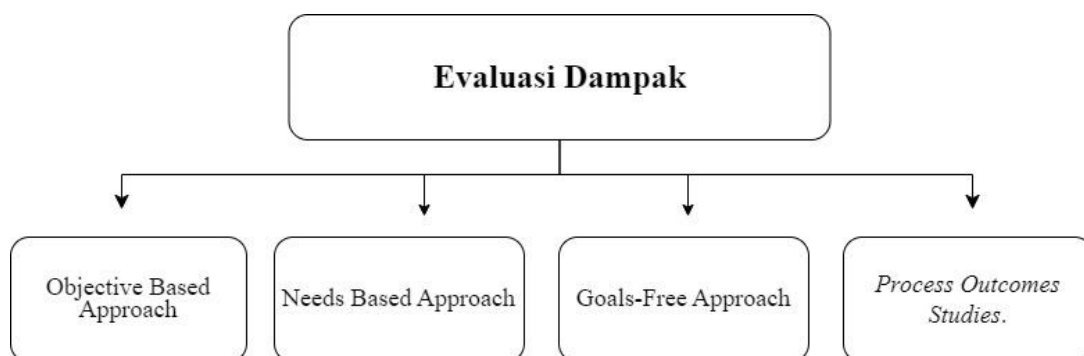 Evaluasi Dampak
Objective Based
Approach
Needs Based Approach
Goals-Free Approach
Process Outcomes
Studies.